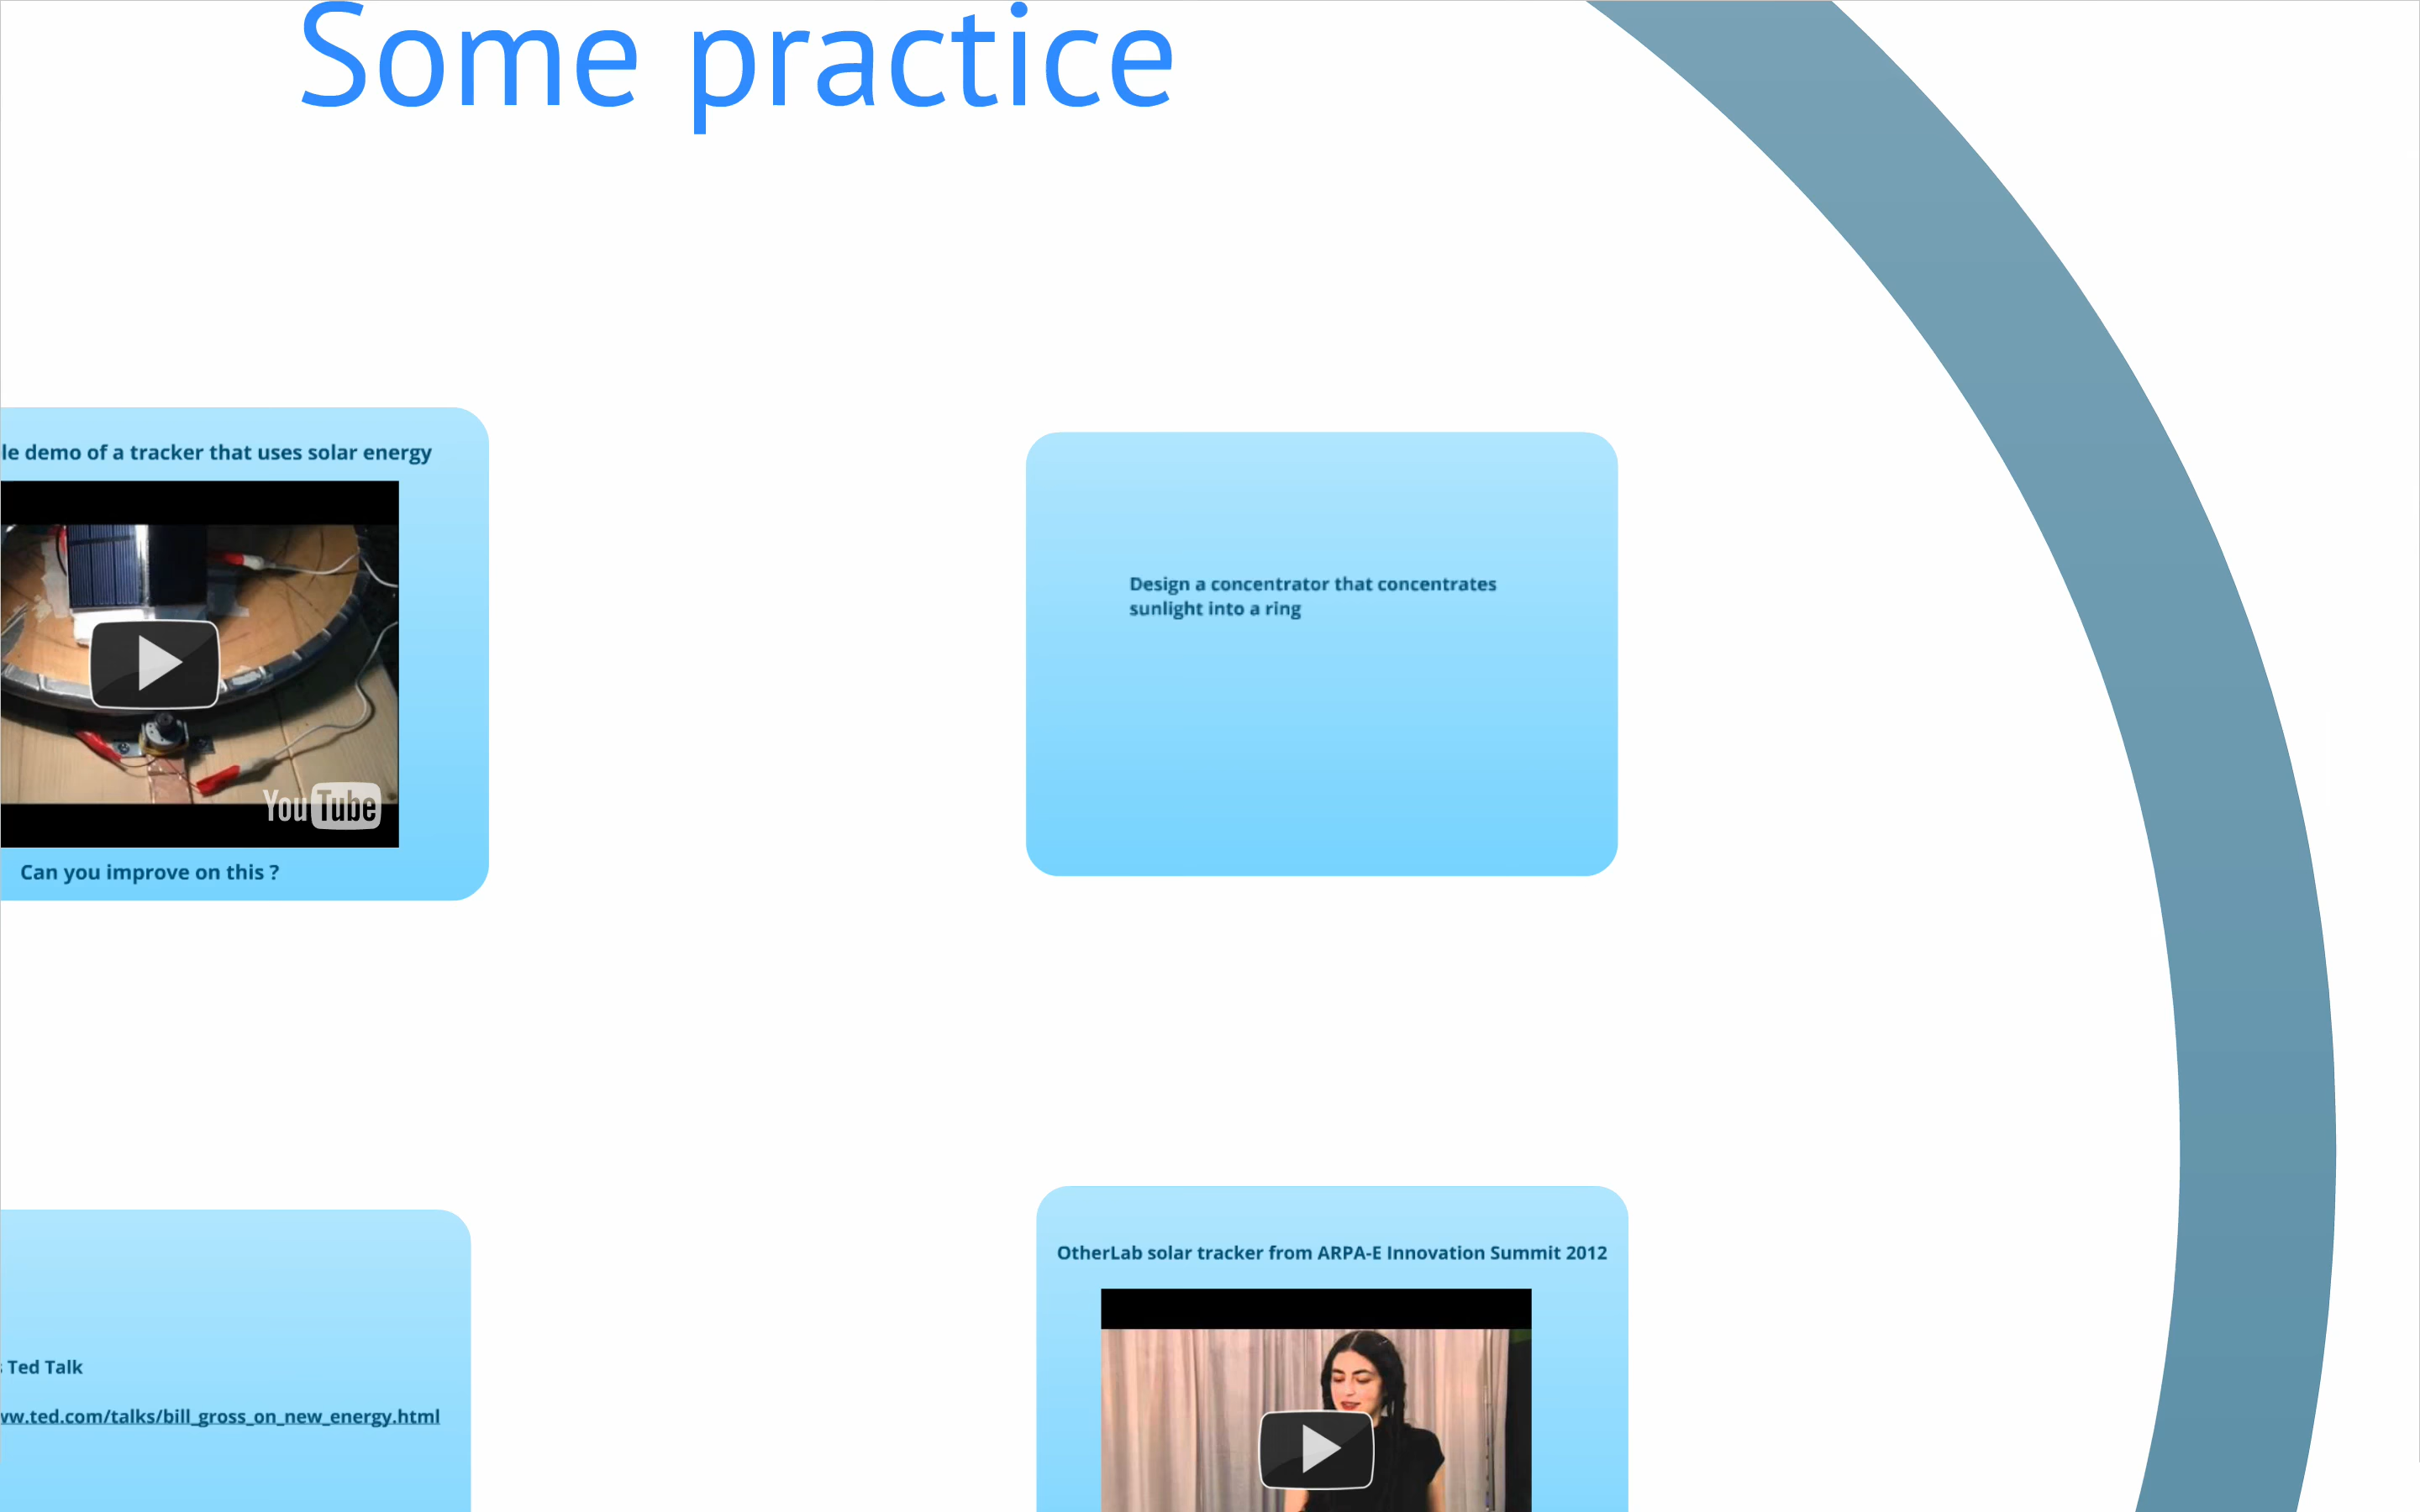 Some practice
le demo of a tracker that uses solar energy
YouTube
Can you improve on this ?
Design a concentrator that concentrates
sunlight into a ring
Ted Talk
ww.ted.com/talks/bill_gross_on_new_energy.html
OtherLab solar tracker from ARPA-E Innovation Summit 2012